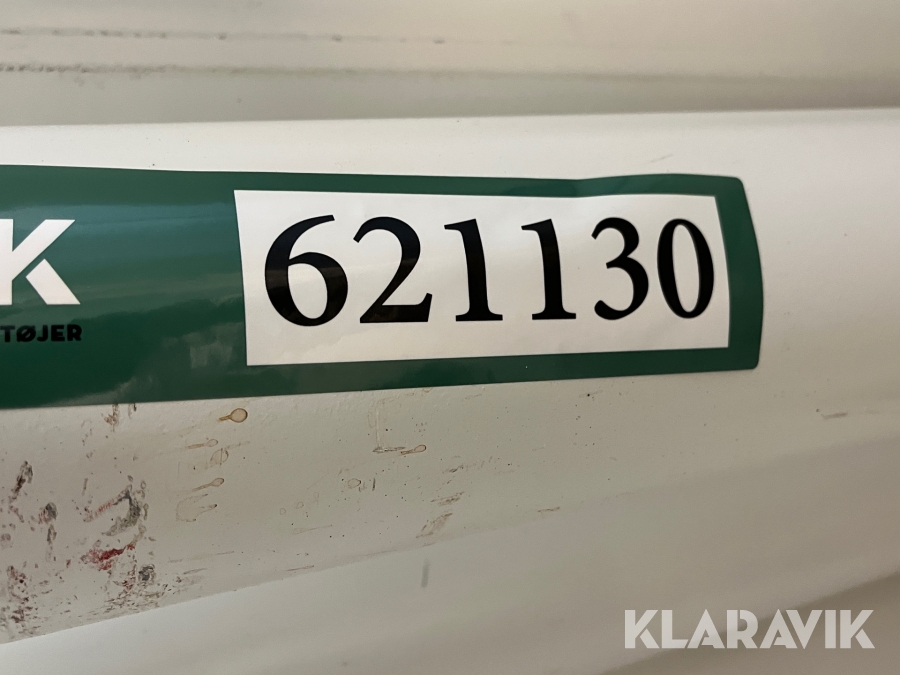 K
TØJER
621130
KLARAVIK